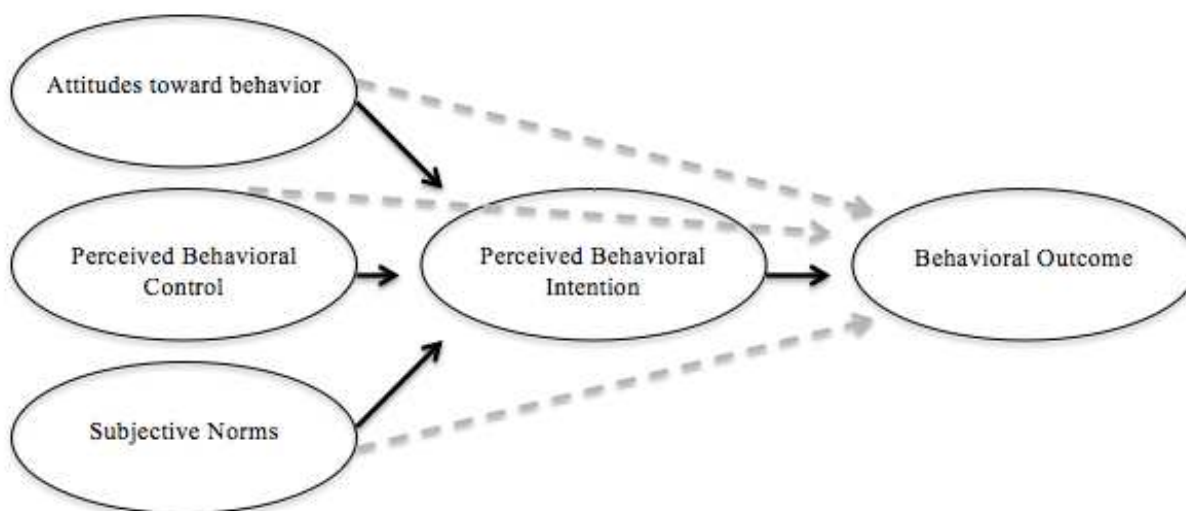 Attitudes toward behavior
Perceived Behavioral
Control
Perceived Behavioral
Intention
Behavioral Outcome
Subjective Norms